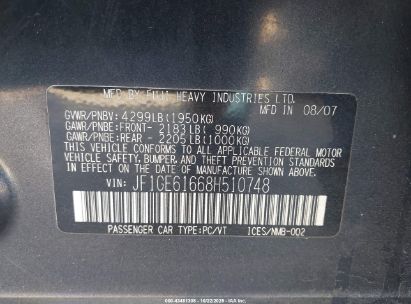 MFD BY FUJI HEAVY INDUSTRIES LTD.
GVWR/PNBV: 4299LB(1950KG) MFD IN 08/07
GAWR/PNBE:FRONT- 2183LB( 990KG)
GAWR/PNBE:REAR - 2205LB(1000KG)
THIS VEHICLE CONFORMS TO ALL APPLICABLE FEDERAL MOTOR
VEHICLE SAFETY, BUMPER, AND THEFT PREVENTION STANDARDS
IN EFFECT ON THE DATE OF MANUFACTURE SHOWN ABOVE.
VIN: JF1GE61668H510748
PASSENGER CAR TYPE:PC/VT ICES/NMB-002